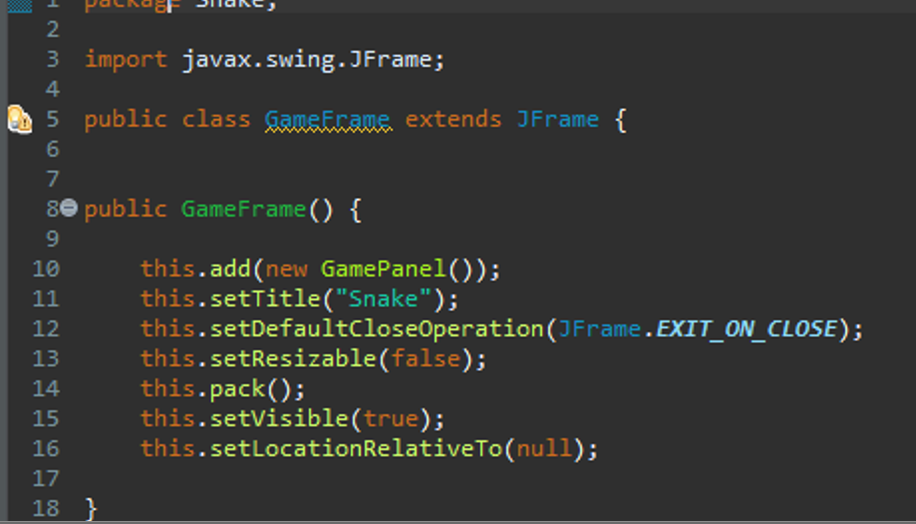 1 package Snake;
2
3 import javax.swing.JFrame;
4
5 public class GameFrame extends JFrame {
6
7
8 public GameFrame() {
9
10 this.add(new GamePanel());
11 this.setTitle("Snake");
12 this.setDefaultCloseOperation(JFrame.EXIT_ON_CLOSE);
13 this.setResizable(false);
14 this.pack();
15 this.setVisible(true);
16 this.setLocationRelativeTo(null);
17
18 }